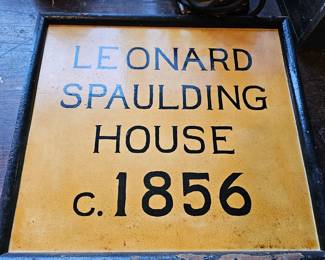 LEONARD
SPAULDING
HOUSE
c. 1856